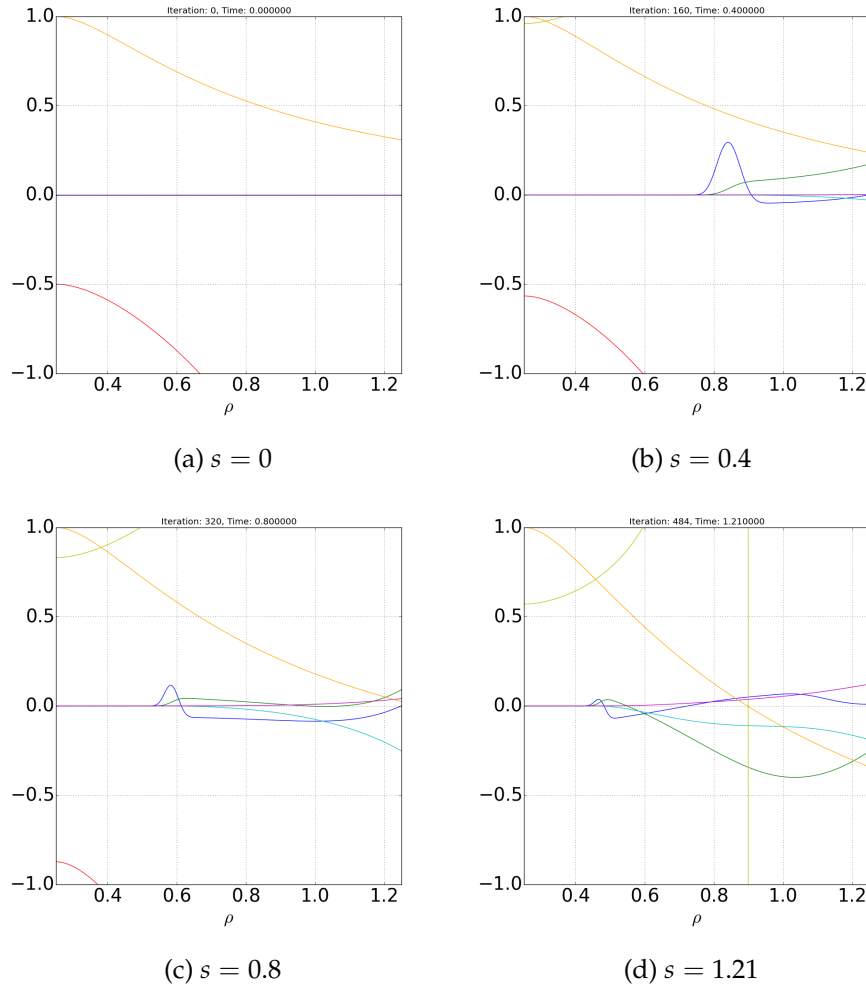 Iteration: 0, Time: 0.000000
1.0
0.5
0.0
−0.5
−1.0
0.4 0.6 0.8 1.0 1.2
ρ
(a) s = 0
Iteration: 160, Time: 0.400000
1.0
0.5
0.0
−0.5
−1.0
0.4 0.6 0.8 1.0 1.2
ρ
(b) s = 0.4
Iteration: 320, Time: 0.800000
1.0
0.5
0.0
−0.5
−1.0
0.4 0.6 0.8 1.0 1.2
ρ
(c) s = 0.8
Iteration: 484, Time: 1.210000
1.0
0.5
0.0
−0.5
−1.0
0.4 0.6 0.8 1.0 1.2
ρ
(d) s = 1.21